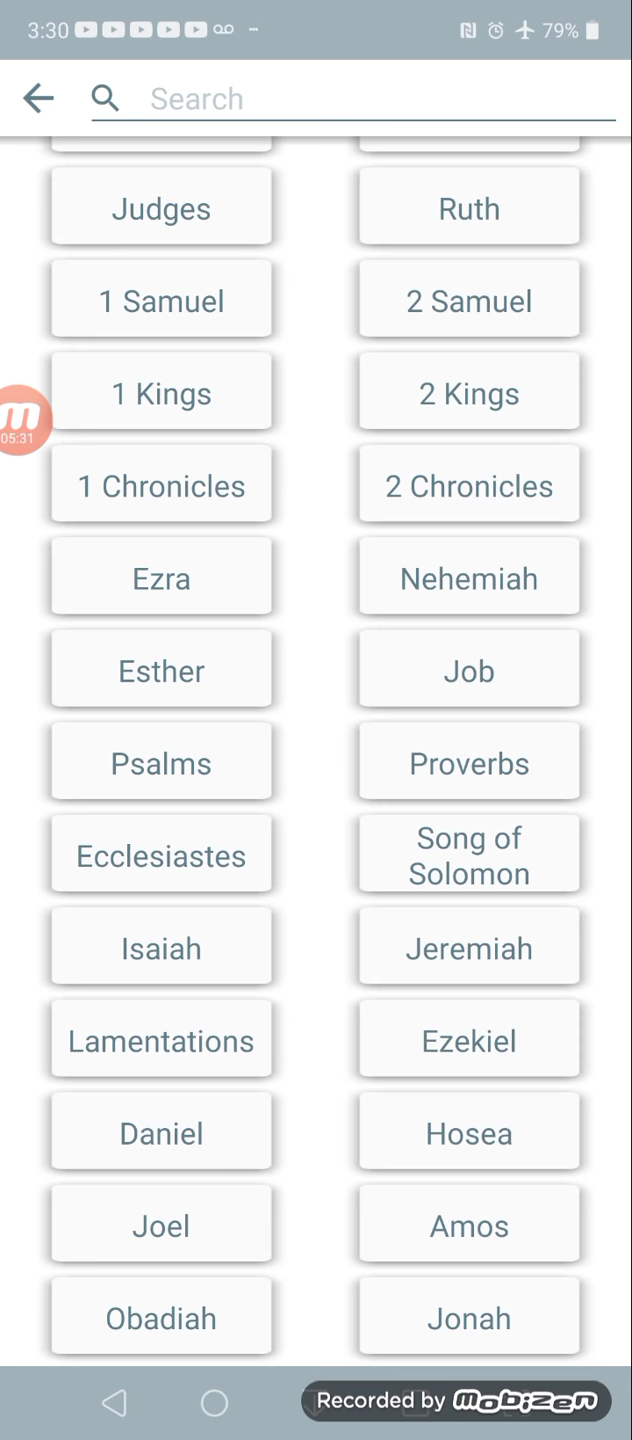 3:30
79%
Search
Judges
Ruth
1 Samuel
2 Samuel
1 Kings
2 Kings
m
05:31
1 Chronicles
2 Chronicles
Ezra
Nehemiah
Esther
Job
Psalms
Proverbs
Ecclesiastes
Song of
Solomon
Isaiah
Jeremiah
Lamentations
Ezekiel
Daniel
Hosea
Joel
Amos
Obadiah
Jonah
Recorded by Mobizen